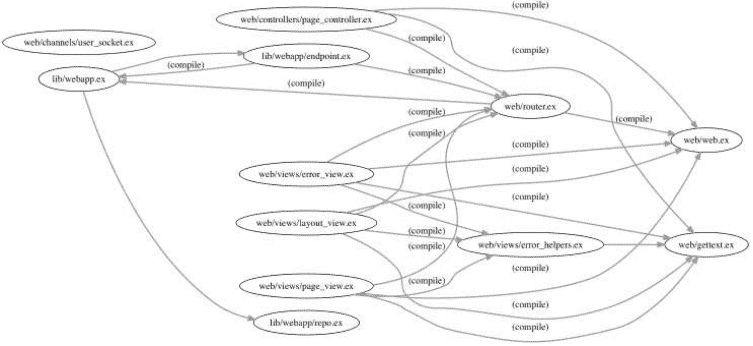 web/controllers/page_controller.ex
(compile)
web/channels/user_socket.ex
(compile)
(compile)
lib/webapp/endpoint.ex
(compile)
lib/webapp.ex
(compile)
(compile)
web/router.ex
(compile)
(compile)
(compile)
web/web.ex
(compile)
web/views/error_view.ex
(compile)
(compile)
web/views/layout_view.ex
(compile)
(compile)
web/views/error_helpers.ex
web/gettext.ex
(compile)
(compile)
web/views/page_view.ex
(compile)
lib/webapp/repo.ex
(compile)